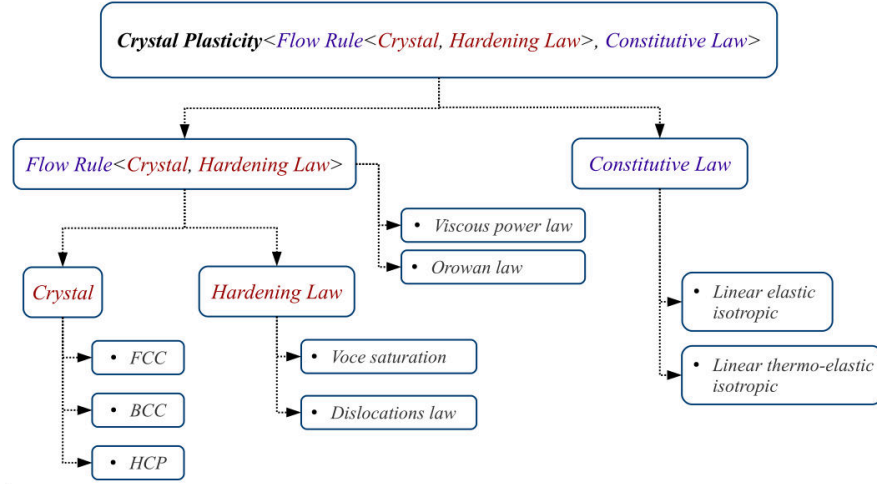 Crystal Plasticity<Flow Rule<Crystal, Hardening Law>, Constitutive Law>
Flow Rule<Crystal, Hardening Law>
Constitutive Law
• Viscous power law
• Orowan law
Crystal
Hardening Law
• Linear elastic
isotropic
• FCC
• Voce saturation
• Linear thermo-elastic
isotropic
• BCC
• Dislocations law
• HCP